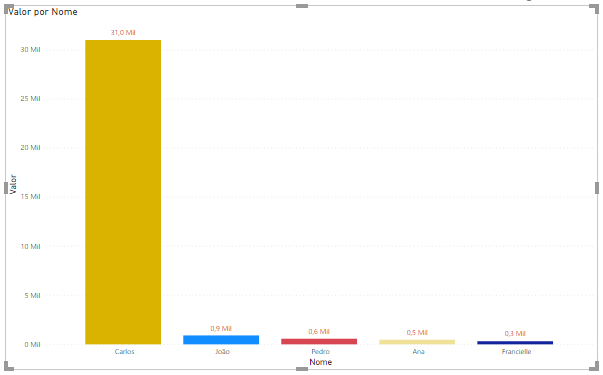 Valor por Nome
31,0 Mil
30 Mil
25 Mil
20 Mil
15 Mil
10 Mil
5 Mil
0 Mil
Valor
0,9 Mil
0,6 Mil
0,5 Mil
0,3 Mil
Carlos
João
Pedro
Ana
Francielle
Nome